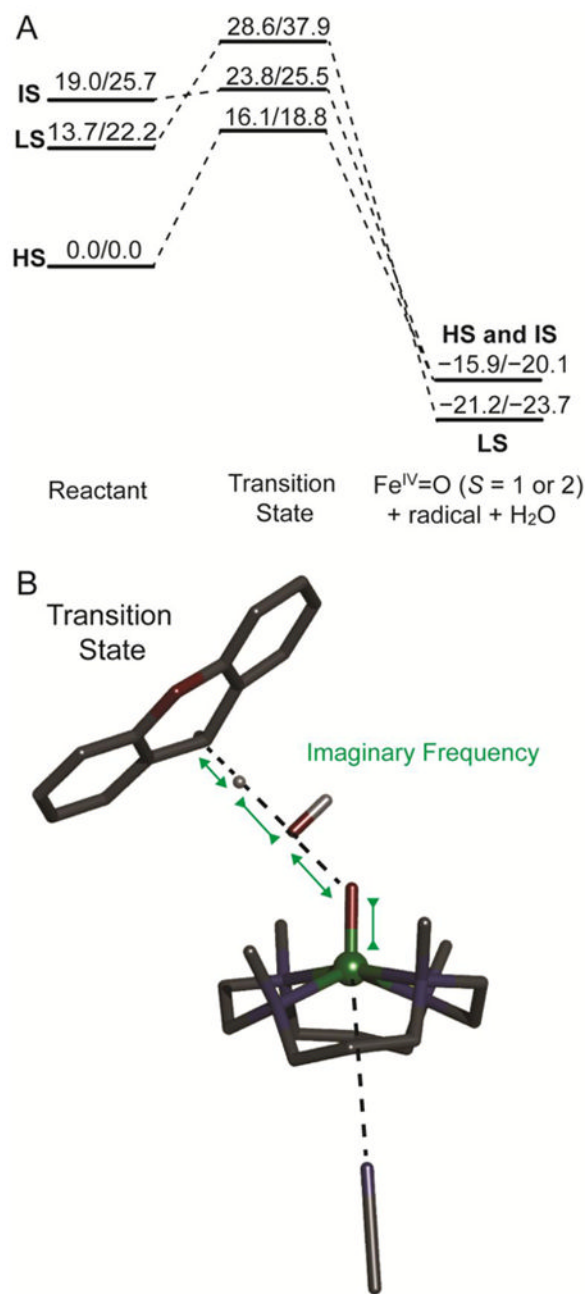 A
28.6/37.9
IS 19.0/25.7 23.8/25.5
LS 13.7/22.2 16.1/18.8
HS 0.0/0.0
HS and IS
−15.9/−20.1
−21.2/−23.7
LS
Reactant Transition State Fe^IV=O (S = 1 or 2) + radical + H₂O
B
Transition
State
Imaginary Frequency